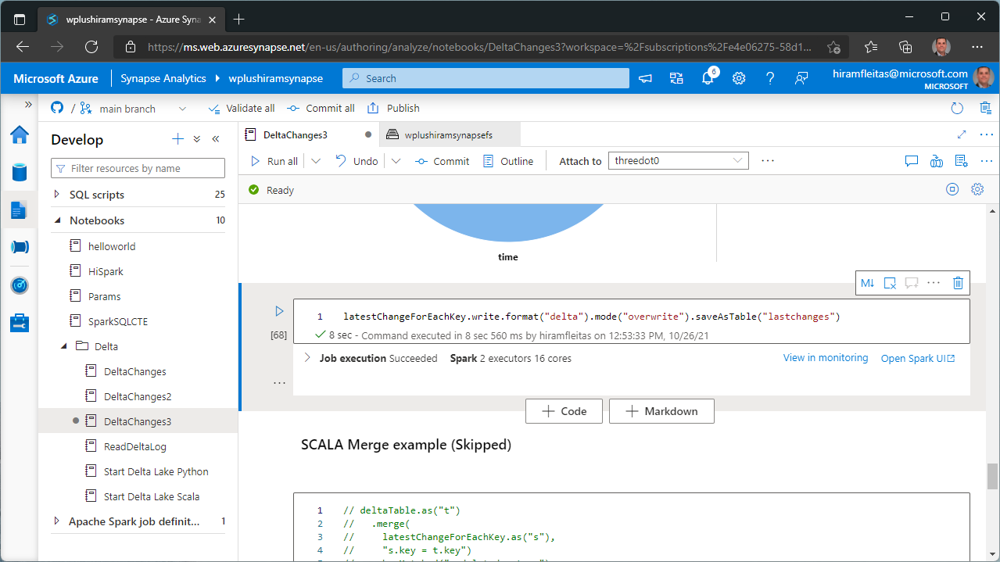 wplushiramsynapse - Azure Syna
https://ms.web.azuresynapse.net/en-us/authoring/analyze/notebooks/DeltaChanges3?workspace=%2Fsubscriptions%2Fe4e06275-58d1...
Microsoft Azure
Synapse Analytics
wplushiramsynapse
Search
6
hiramfleitas@microsoft.com
MICROSOFT
»
/
main branch
Validate all
Commit all
Publish
Develop
DeltaChanges3
wplushiramsynapsefs
Filter resources by name
Run all
Undo
Commit
Outline
Attach to
threedot0
SQL scripts
25
Ready
Notebooks
10
helloworld
HiSpark
Params
SparkSQLCTE
Delta
DeltaChanges
DeltaChanges2
DeltaChanges3
ReadDeltaLog
Start Delta Lake Python
Start Delta Lake Scala
Apache Spark job definit...
1
time
M↓
1 latestChangeForEachKey.write.format("delta").mode("overwrite").saveAsTable("lastchanges")
[68]
8 sec - Command executed in 8 sec 560 ms by hiramfleitas on 12:53:33 PM, 10/26/21
Job execution Succeeded Spark 2 executors 16 cores
View in monitoring
Open Spark UI
+ Code
+ Markdown
SCALA Merge example (Skipped)
1 // deltaTable.as("t")
2 //   .merge(
3 //     latestChangeForEachKey.as("s"),
4 //     "s.key = t.key")